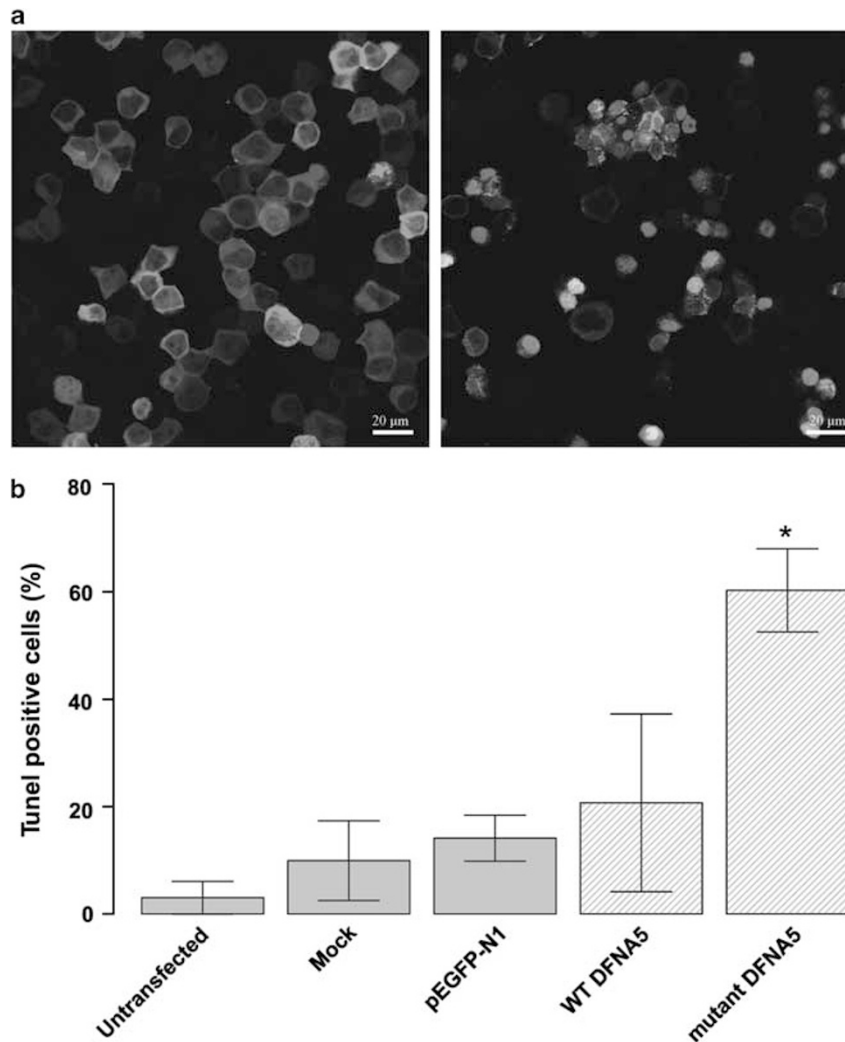 a
20 µm
20 µm
b
Tunel positive cells (%)
80
60
40
20
0
*
Untransfected
Mock
pEGFP-N1
WT DFNA5
mutant DFNA5